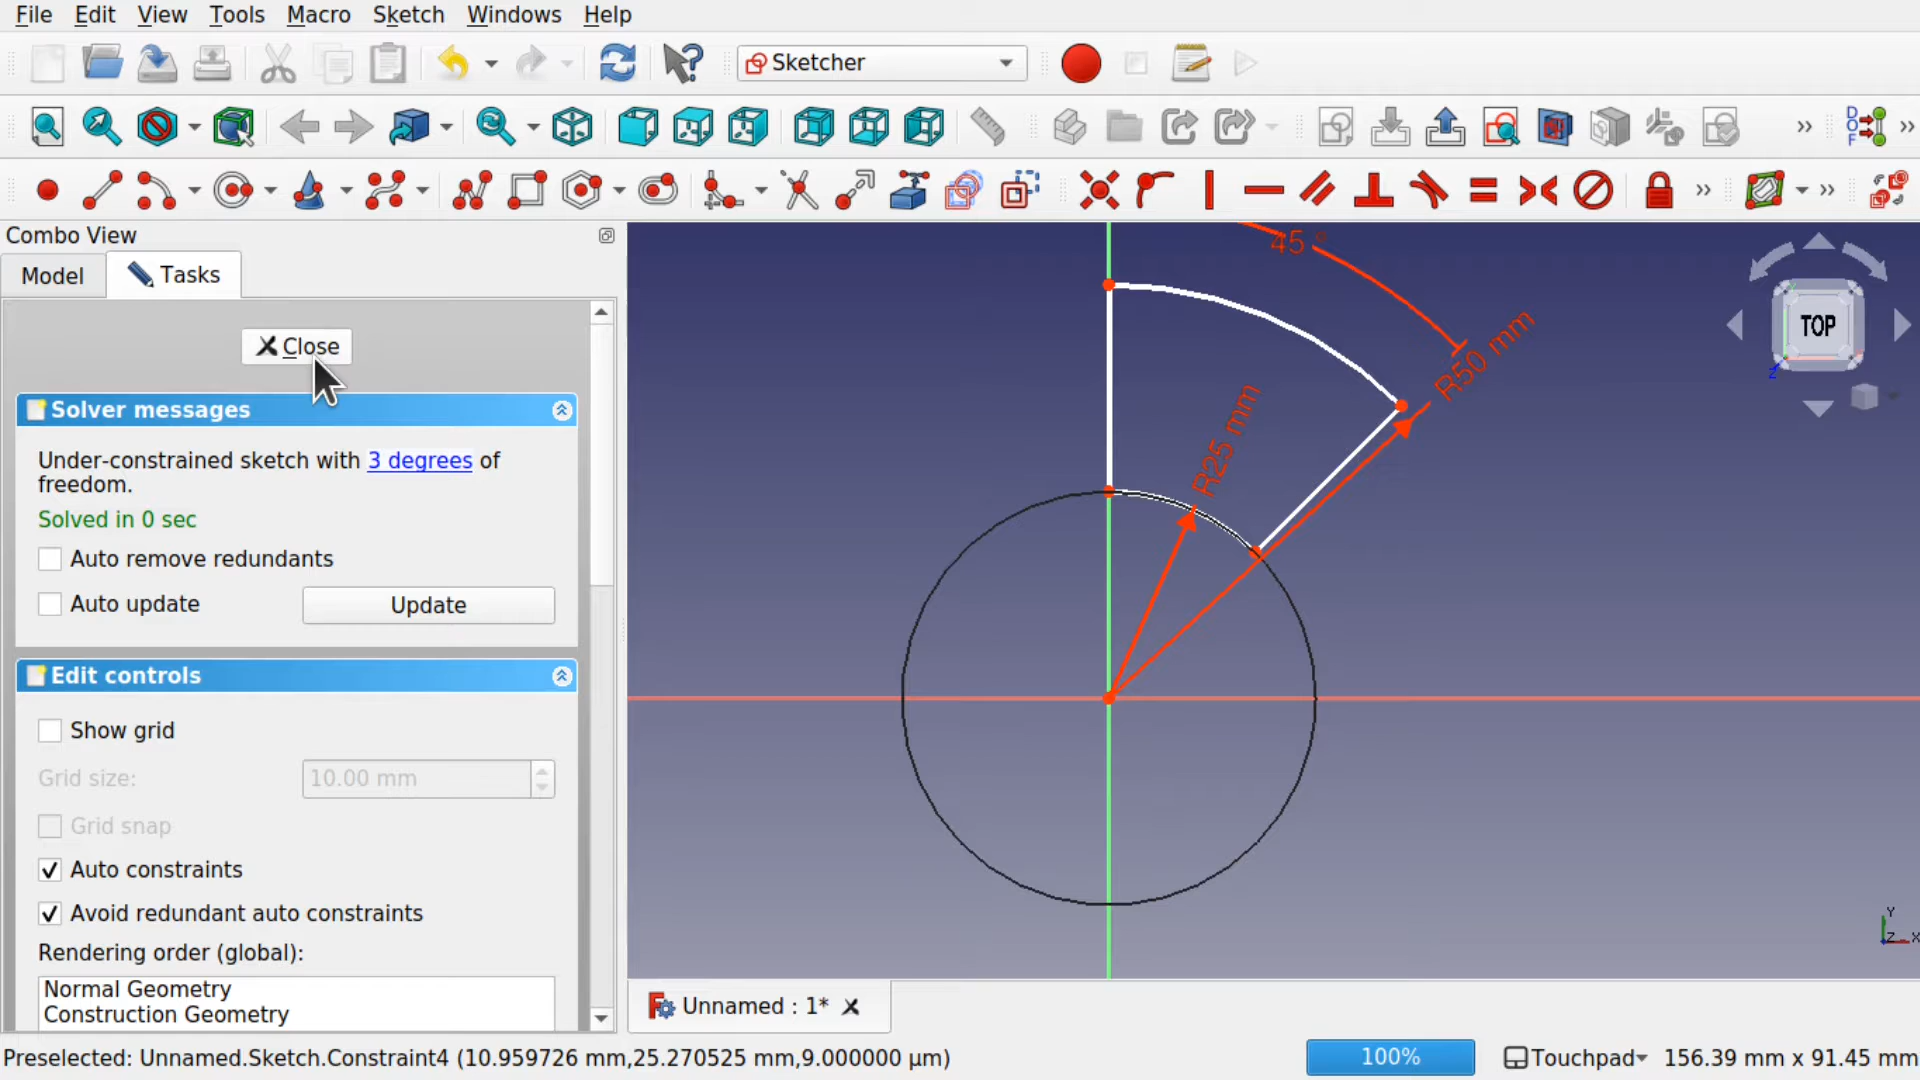 File Edit View Tools Macro Sketch Windows Help
Sketcher
D
O
F
Combo View
Model Tasks
Close
Solver messages
Under-constrained sketch with 3 degrees of
freedom.
Solved in 0 sec
Auto remove redundants
Auto update Update
Edit controls
Show grid
Grid size: 10.00 mm
Grid snap
Auto constraints
Avoid redundant auto constraints
Rendering order (global):
Normal Geometry
Construction Geometry
45 °
R50 mm
R25 mm
TOP
Z
Y
Z X
Unnamed : 1*
Preselected: Unnamed.Sketch.Constraint4 (10.959726 mm,25.270525 mm,9.000000 µm) 100% Touchpad 156.39 mm x 91.45 mm